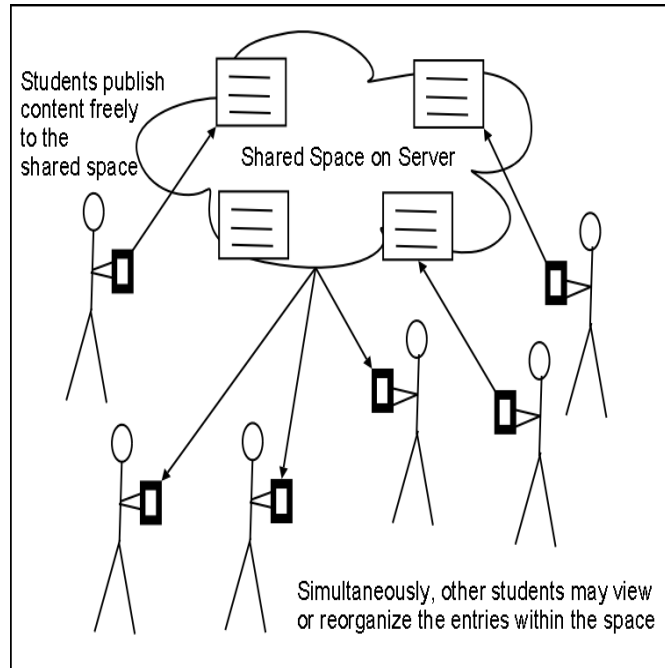 Students publish
content freely
to the
shared space
Shared Space on Server
Simultaneously, other students may view
or reorganize the entries within the space